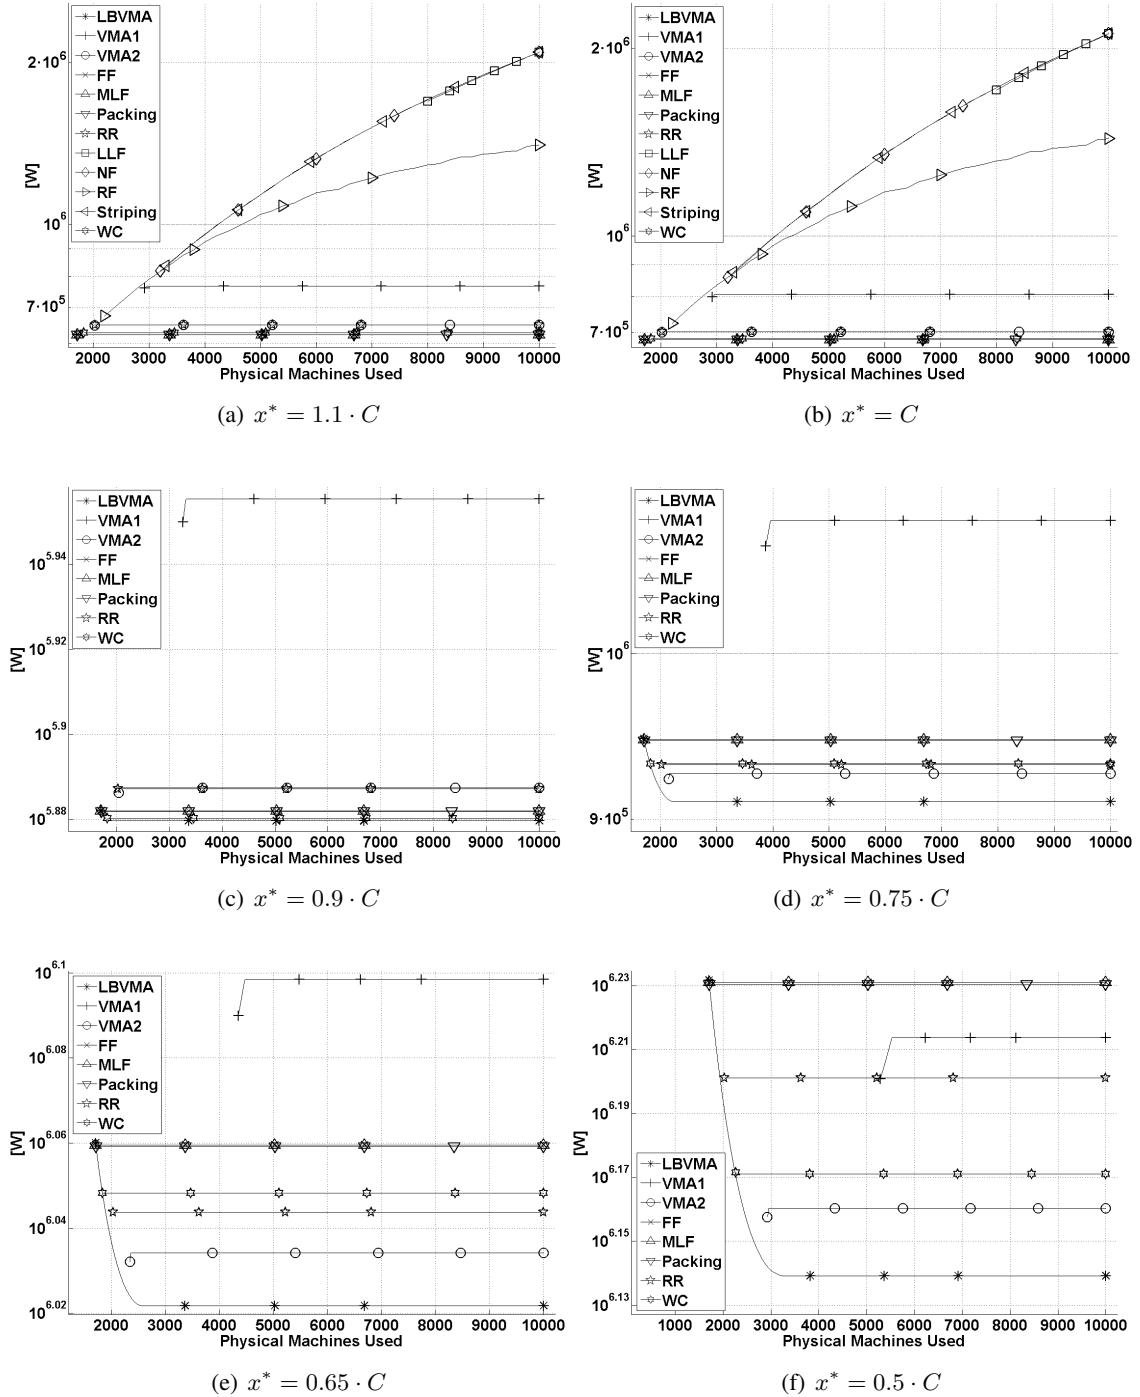 LBVMA
VMA1
VMA2
FF
MLF
Packing
RR
LLF
NF
RF
Striping
WC
2·10^6
10^6
7·10^5
[W]
2000 3000 4000 5000 6000 7000 8000 9000 10000
Physical Machines Used
(a) x* = 1.1 · C
LBVMA
VMA1
VMA2
FF
MLF
Packing
RR
LLF
NF
RF
Striping
WC
2·10^6
10^6
7·10^5
[W]
2000 3000 4000 5000 6000 7000 8000 9000 10000
Physical Machines Used
(b) x* = C
LBVMA
VMA1
VMA2
FF
MLF
Packing
RR
WC
10^5.94
10^5.92
10^5.9
10^5.88
[W]
2000 3000 4000 5000 6000 7000 8000 9000 10000
Physical Machines Used
(c) x* = 0.9 · C
LBVMA
VMA1
VMA2
FF
MLF
Packing
RR
WC
10^6
9·10^5
[W]
2000 3000 4000 5000 6000 7000 8000 9000 10000
Physical Machines Used
(d) x* = 0.75 · C
10^6.1
LBVMA
VMA1
VMA2
FF
MLF
Packing
RR
WC
10^6.08
10^6.06
10^6.04
10^6.02
[W]
2000 3000 4000 5000 6000 7000 8000 9000 10000
Physical Machines Used
(e) x* = 0.65 · C
10^6.23
10^6.21
10^6.19
10^6.17
10^6.15
10^6.13
[W]
LBVMA
VMA1
VMA2
FF
MLF
Packing
RR
WC
1000 2000 3000 4000 5000 6000 7000 8000 9000 10000
Physical Machines Used
(f) x* = 0.5 · C